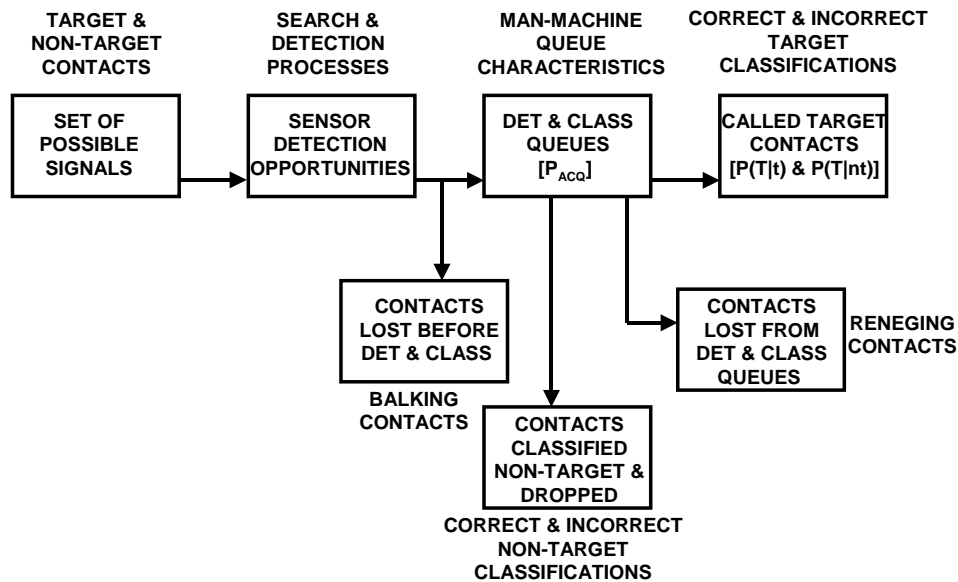 TARGET &
NON-TARGET
CONTACTS
SEARCH &
DETECTION
PROCESSES
MAN-MACHINE
QUEUE
CHARACTERISTICS
CORRECT & INCORRECT
TARGET
CLASSIFICATIONS
SET OF
POSSIBLE
SIGNALS
SENSOR
DETECTION
OPPORTUNITIES
DET & CLASS
QUEUES
[P_ACQ]
CALLED TARGET
CONTACTS
[P(T|t) & P(T|nt)]
CONTACTS
LOST BEFORE
DET & CLASS
BALKING
CONTACTS
CONTACTS
LOST FROM
DET & CLASS
QUEUES
RENEGING
CONTACTS
CONTACTS
CLASSIFIED
NON-TARGET &
DROPPED
CORRECT & INCORRECT
NON-TARGET
CLASSIFICATIONS